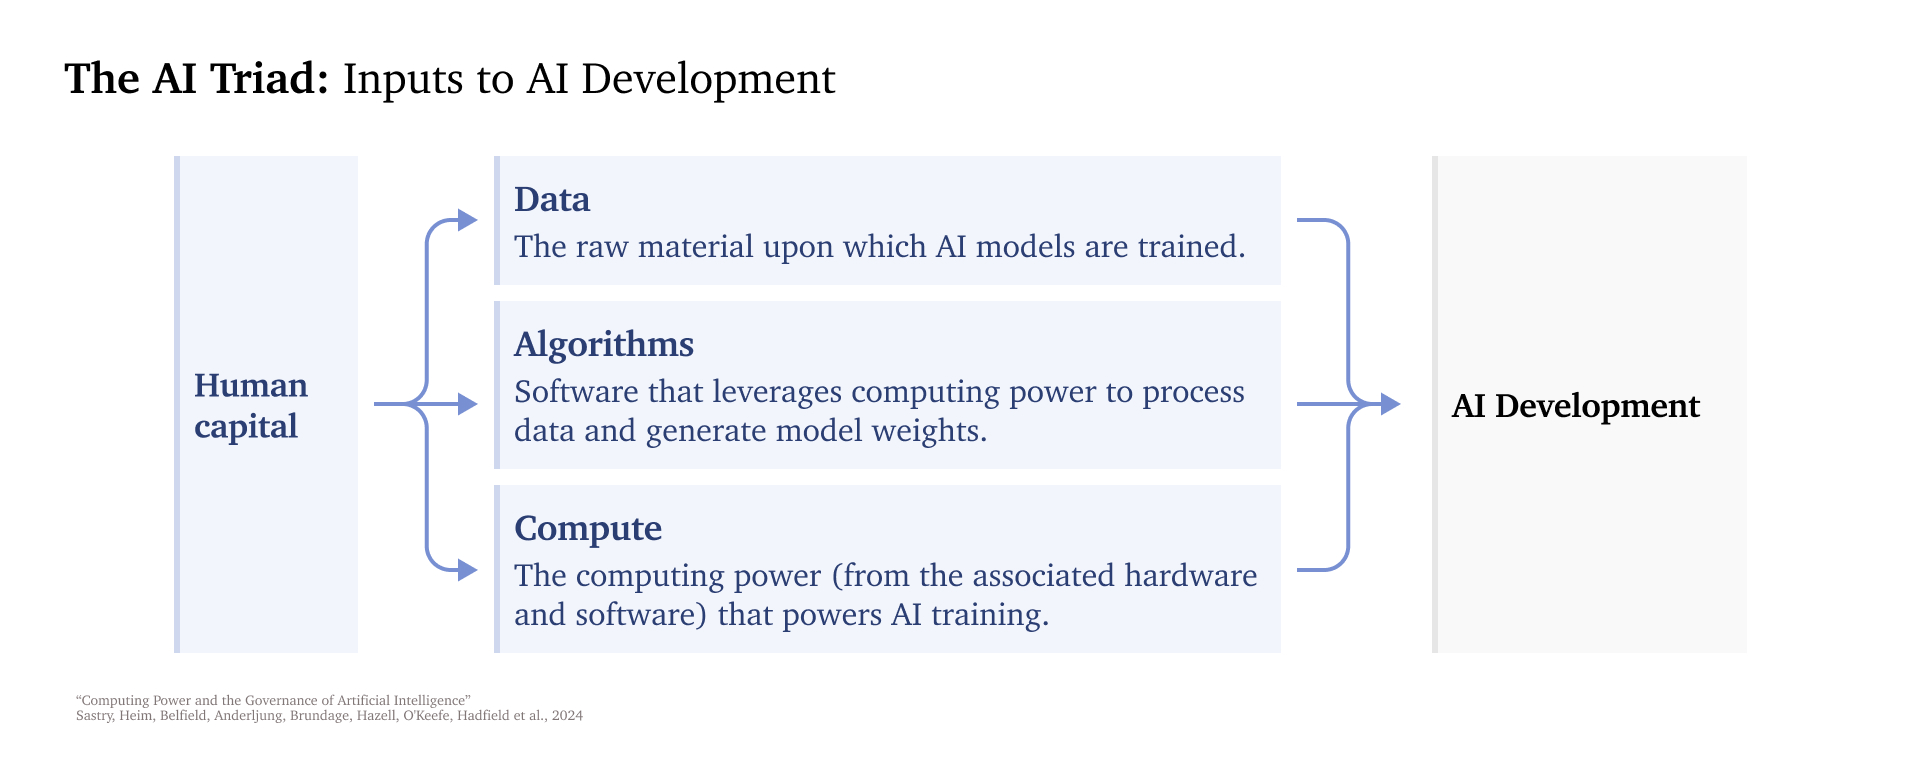 The AI Triad: Inputs to AI Development
Human
capital
Data
The raw material upon which AI models are trained.
Algorithms
Software that leverages computing power to process
data and generate model weights.
Compute
The computing power (from the associated hardware
and software) that powers AI training.
AI Development
“Computing Power and the Governance of Artificial Intelligence”
Sastry, Heim, Belfield, Anderljung, Brundage, Hazell, O'Keefe, Hadfield et al., 2024